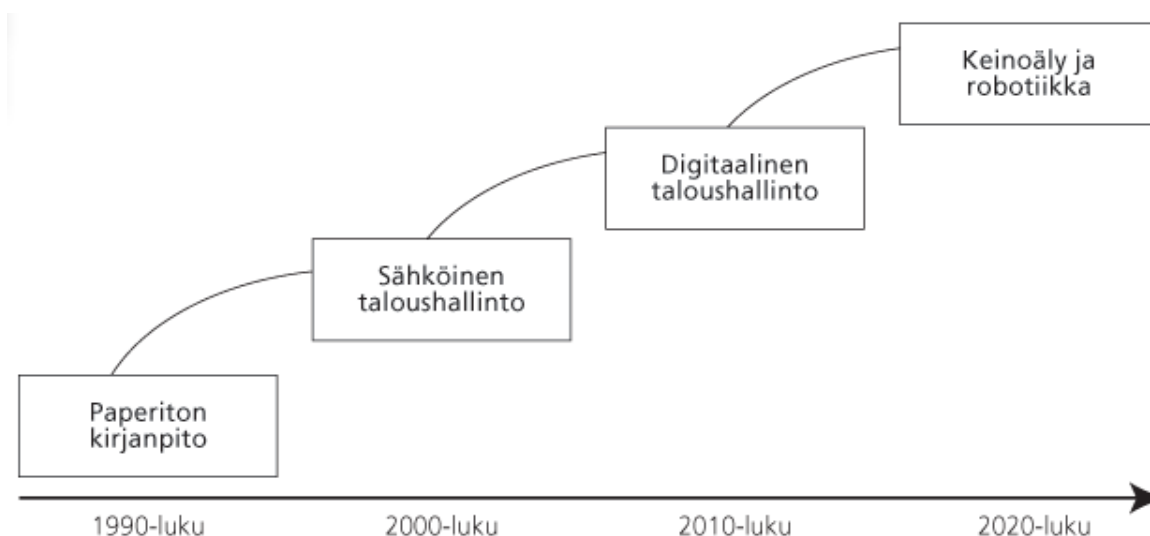 Keinoäly ja
robotiikka
Digitaalinen
taloushallinto
Sähköinen
taloushallinto
Paperiton
kirjanpito
1990-luku
2000-luku
2010-luku
2020-luku